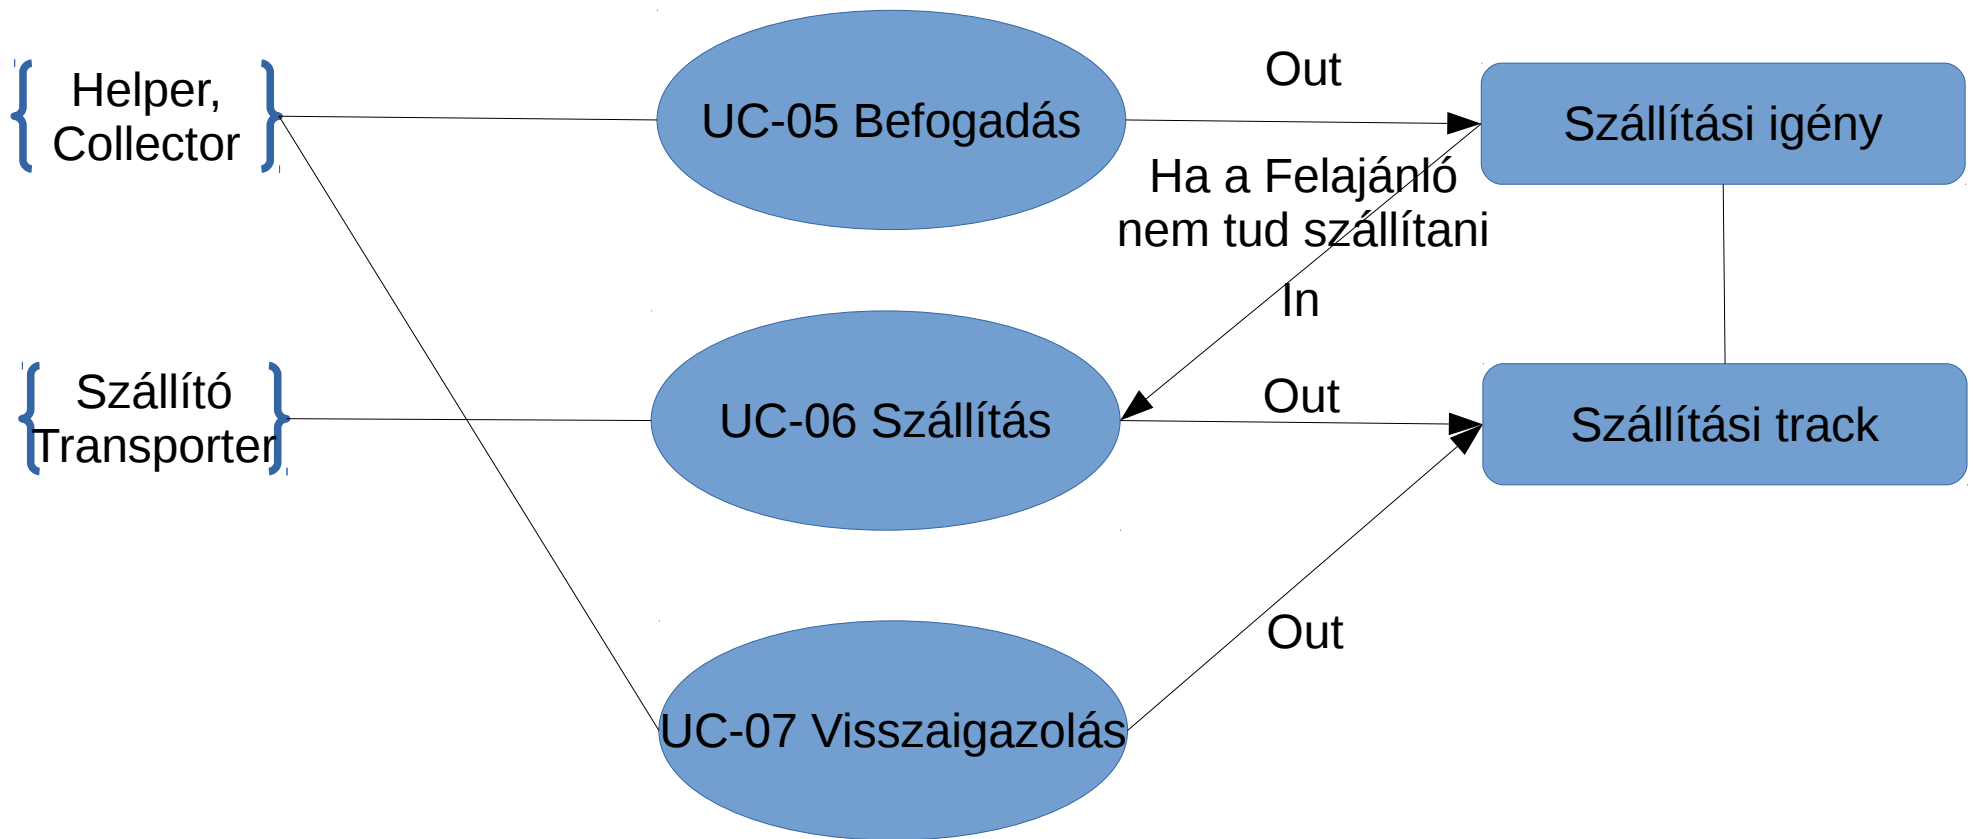 Helper,
Collector
UC-05 Befogadás
Out
Szállítási igény
Ha a Felajánló
nem tud szállítani
In
Szállító
Transporter
UC-06 Szállítás
Out
Szállítási track
Out
UC-07 Visszaigazolás